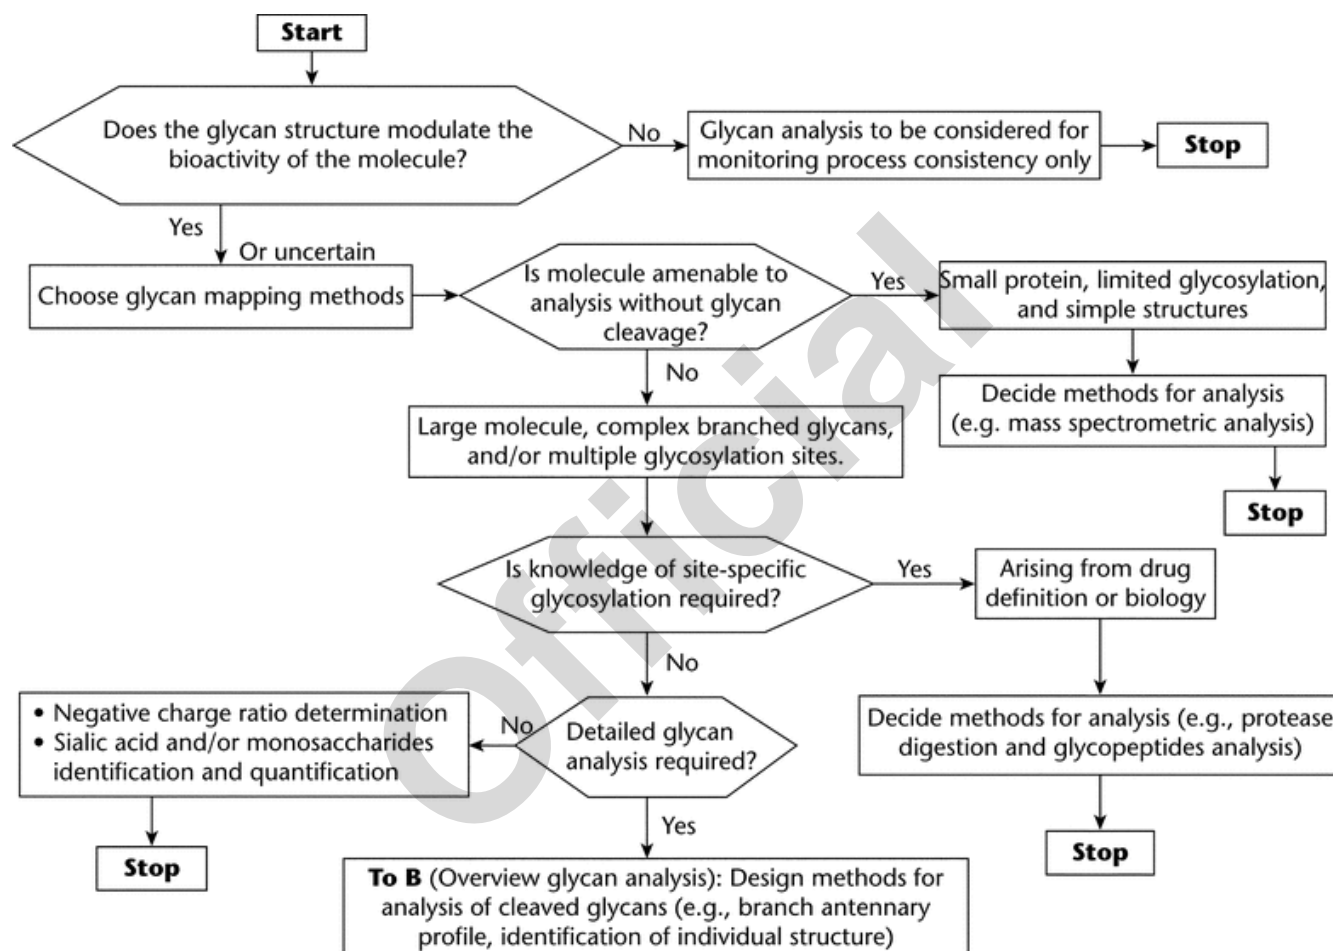 Start
Does the glycan structure modulate the
bioactivity of the molecule?
No
Glycan analysis to be considered for
monitoring process consistency only
Stop
Yes
Or uncertain
Choose glycan mapping methods
Is molecule amenable to
analysis without glycan
cleavage?
Yes
Small protein, limited glycosylation,
and simple structures
Decide methods for analysis
(e.g. mass spectrometric analysis)
Stop
No
Large molecule, complex branched glycans,
and/or multiple glycosylation sites.
Is knowledge of site-specific
glycosylation required?
Yes
Arising from drug
definition or biology
Decide methods for analysis (e.g., protease
digestion and glycopeptides analysis)
Stop
No
Detailed glycan
analysis required?
No
• Negative charge ratio determination
• Sialic acid and/or monosaccharides
identification and quantification
Stop
Yes
To B (Overview glycan analysis): Design methods for
analysis of cleaved glycans (e.g., branch antennary
profile, identification of individual structure)
Official